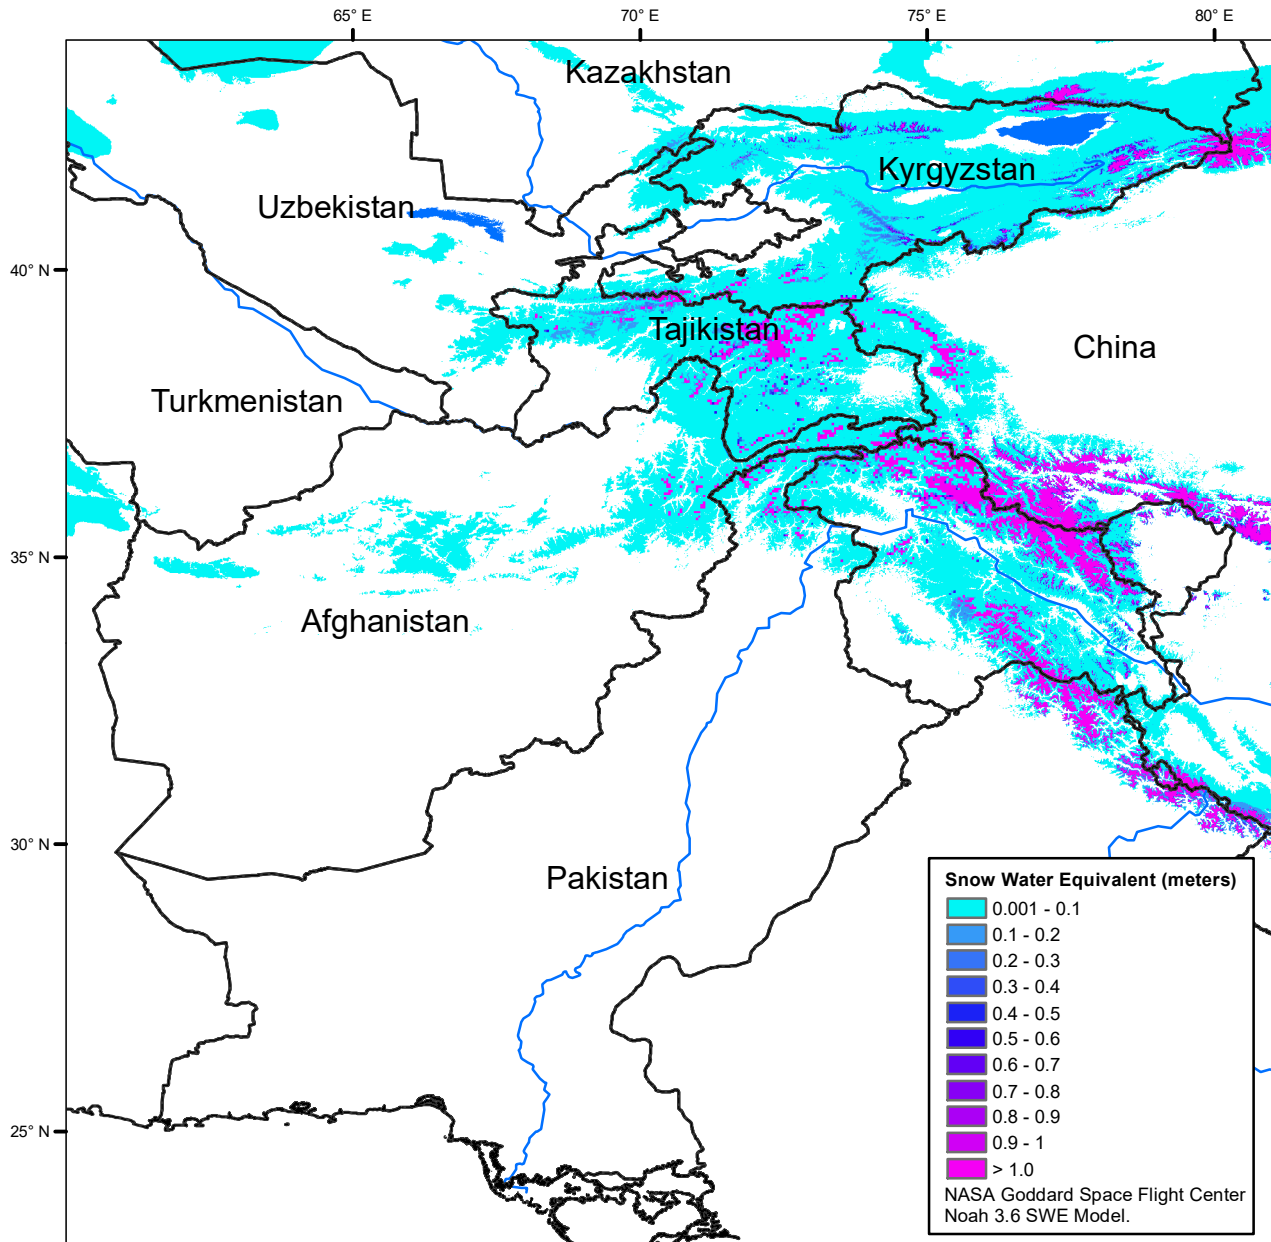 65° E
70° E
75° E
80° E
Kazakhstan
Kyrgyzstan
Uzbekistan
40° N
Tajikistan
China
Turkmenistan
35° N
Afghanistan
30° N
Pakistan
25° N
Snow Water Equivalent (meters)
0.001 - 0.1
0.1 - 0.2
0.2 - 0.3
0.3 - 0.4
0.4 - 0.5
0.5 - 0.6
0.6 - 0.7
0.7 - 0.8
0.8 - 0.9
0.9 - 1
> 1.0
NASA Goddard Space Flight Center
Noah 3.6 SWE Model.